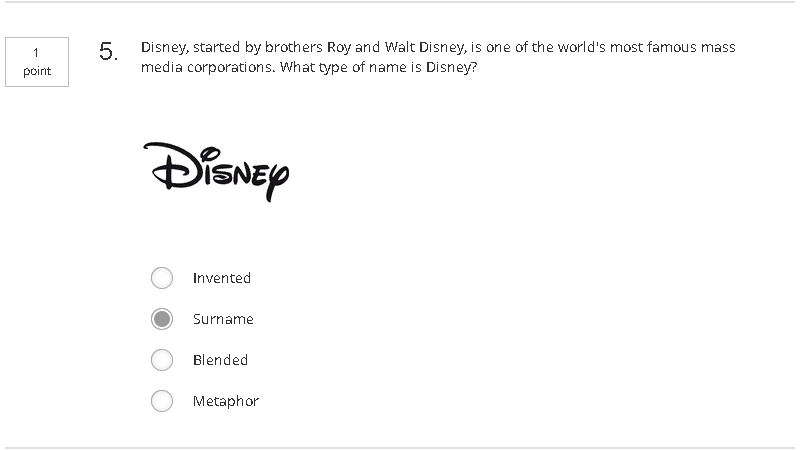 1
point
5.
Disney, started by brothers Roy and Walt Disney, is one of the world's most famous mass
media corporations. What type of name is Disney?
Disney
Invented
Surname
Blended
Metaphor